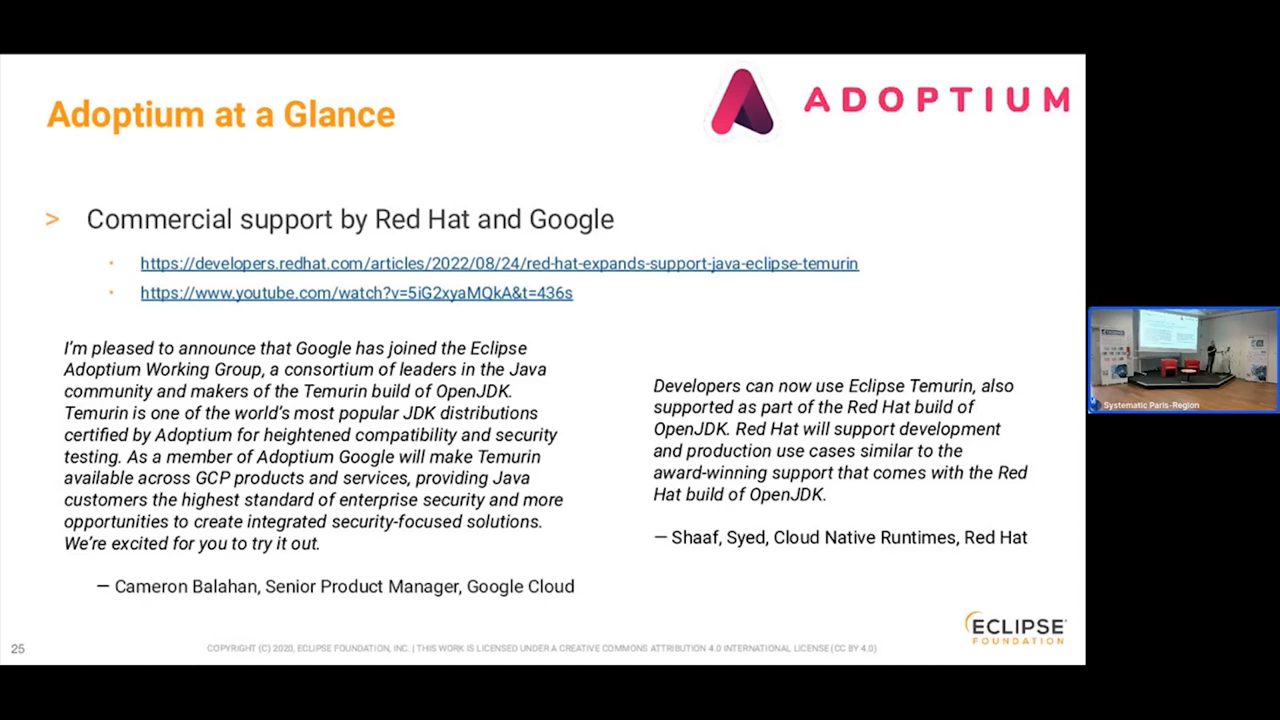 Adoptium at a Glance
ADOPTIUM
> Commercial support by Red Hat and Google
• https://developers.redhat.com/articles/2022/08/24/red-hat-expands-support-java-eclipse-temurin
• https://www.youtube.com/watch?v=5iG2xyaMQkA&t=436s
I'm pleased to announce that Google has joined the Eclipse
Adoptium Working Group, a consortium of leaders in the Java
community and makers of the Temurin build of OpenJDK.
Temurin is one of the world's most popular JDK distributions
certified by Adoptium for heightened compatibility and security
testing. As a member of Adoptium Google will make Temurin
available across GCP products and services, providing Java
customers the highest standard of enterprise security and more
opportunities to create integrated security-focused solutions.
We're excited for you to try it out.
— Cameron Balahan, Senior Product Manager, Google Cloud
Developers can now use Eclipse Temurin, also
supported as part of the Red Hat build of
OpenJDK. Red Hat will support development
and production use cases similar to the
award-winning support that comes with the Red
Hat build of OpenJDK.
— Shaaf, Syed, Cloud Native Runtimes, Red Hat
Systematic Paris-Region
ECLIPSE
FOUNDATION
25
COPYRIGHT (C) 2020, ECLIPSE FOUNDATION, INC. | THIS WORK IS LICENSED UNDER A CREATIVE COMMONS ATTRIBUTION 4.0 INTERNATIONAL LICENSE (CC BY 4.0)